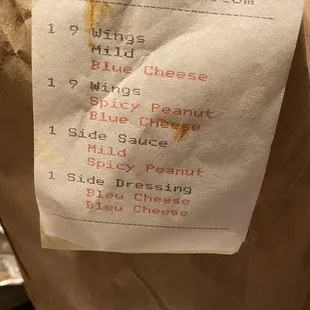 1 9 Wings
Mild
Blue Cheese
1 9 Wings
Spicy Peanut
Blue Cheese
1 Side Sauce
Mild
Spicy Peanut
1 Side Dressing
Bleu Cheese
Bleu Cheese